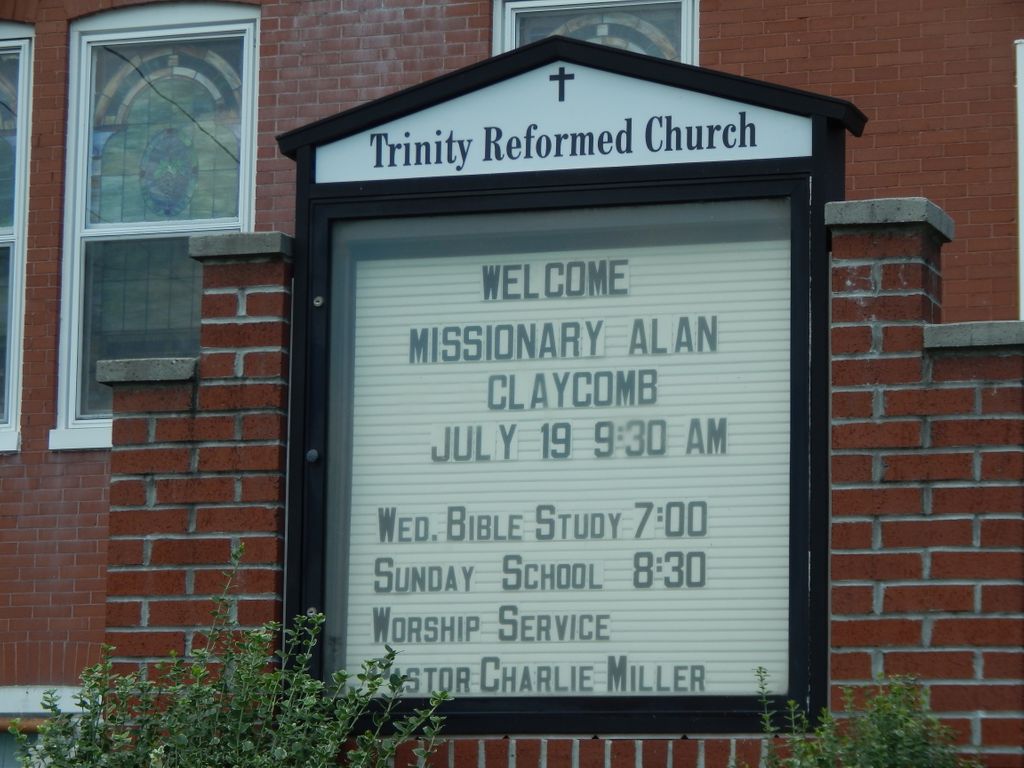 Trinity Reformed Church
WELCOME
MISSIONARY ALAN
CLAYCOMB
JULY 19 9:30 AM
WED. BIBLE STUDY 7:00
SUNDAY SCHOOL 8:30
WORSHIP SERVICE
PASTOR CHARLIE MILLER